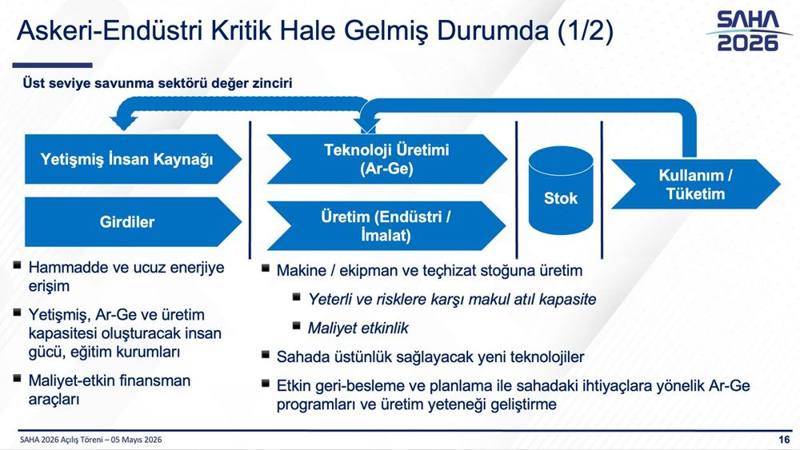 Askeri-Endüstri Kritik Hale Gelmiş Durumda (1/2)
SAHA
2026
Üst seviye savunma sektörü değer zinciri
Yetişmiş İnsan Kaynağı
Girdiler
Teknoloji Üretimi
(Ar-Ge)
Üretim (Endüstri /
İmalat)
Stok
Kullanım /
Tüketim
Hammadde ve ucuz enerjiye
erişim
Yetişmiş, Ar-Ge ve üretim
kapasitesi oluşturacak insan
gücü, eğitim kurumları)
Maliyet-etkin finansman
araçları)
Makine / ekipman ve teçhizat stoğuna üretim
Yeterli ve risklere karşı makul atıl kapasite
Maliyet etkinlik
Sahada üstünlük sağlayacak yeni teknolojiler
Etkin geri-besleme ve planlama ile sahadaki ihtiyaçlara yönelik Ar-Ge
programları ve üretim yeteneği geliştirme
SAHA 2026 Açılış Töreni – 05 Mayıs 2026
16